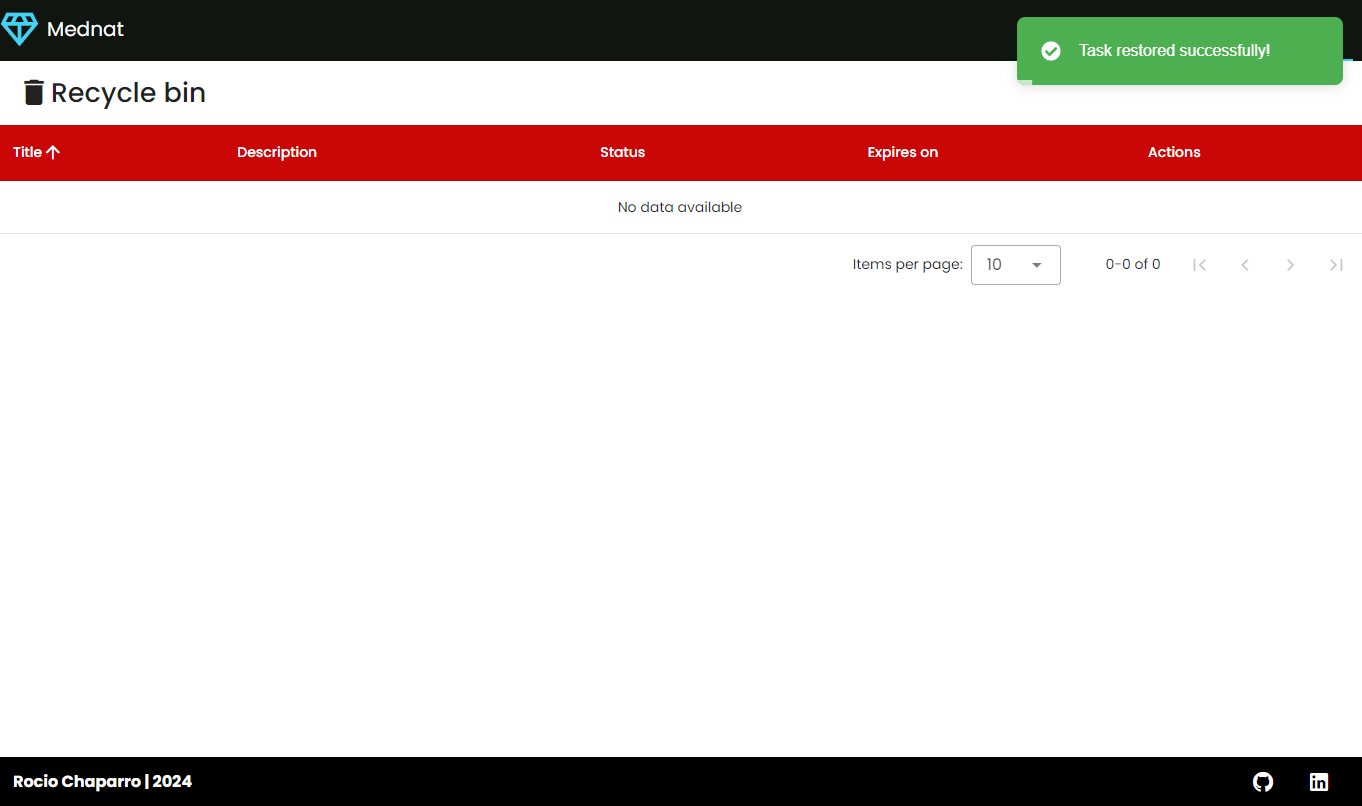 Mednat
Task restored successfully!
Recycle bin
Title Description Status Expires on Actions
No data available
Items per page: 10 0-0 of 0
Rocio Chaparro | 2024